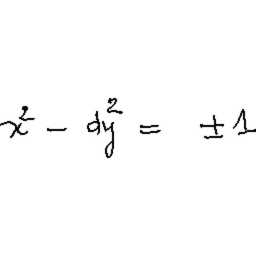 x² - dy² = ±1